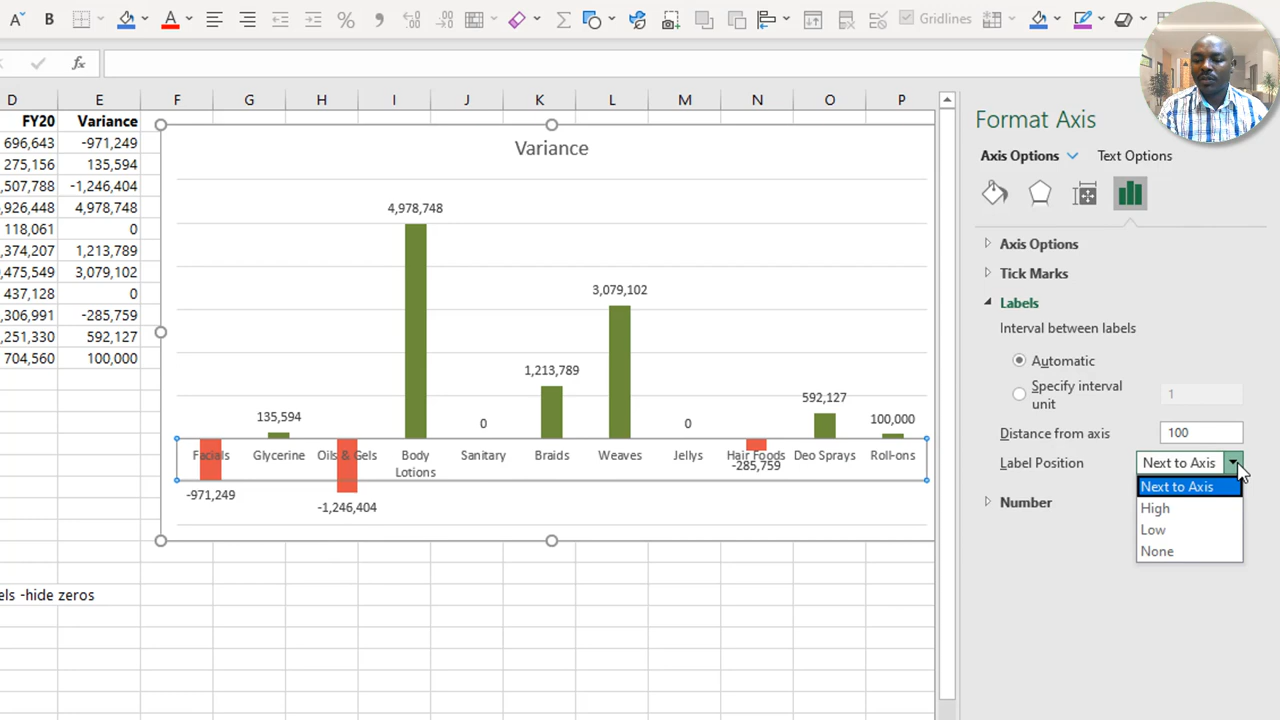 B
A
%
Gridlines
fx
D E F G H I J K L M N O P
FY20 Variance
696,643 -971,249
275,156 135,594
,507,788 -1,246,404
,926,448 4,978,748
118,061 0
,374,207 1,213,789
,475,549 3,079,102
437,128 0
,306,991 -285,759
,251,330 592,127
704,560 100,000
els -hide zeros
Variance
4,978,748
3,079,102
1,213,789
592,127
135,594
0
0
100,000
Facials Glycerine Oils & Gels Body Sanitary Braids Weaves Jellys Hair Foods Deo Sprays Roll-ons
Lotions
-285,759
-971,249
-1,246,404
Format Axis
Axis Options Text Options
Axis Options
Tick Marks
Labels
Interval between labels
Automatic
Specify interval
unit
1
Distance from axis 100
Label Position Next to Axis
Next to Axis
High
Low
None
Number